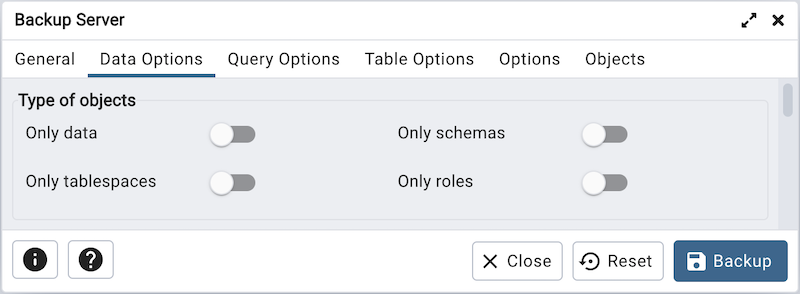 Backup Server
General Data Options Query Options Table Options Options Objects
Type of objects
Only data Only schemas
Only tablespaces Only roles
Close Reset Backup